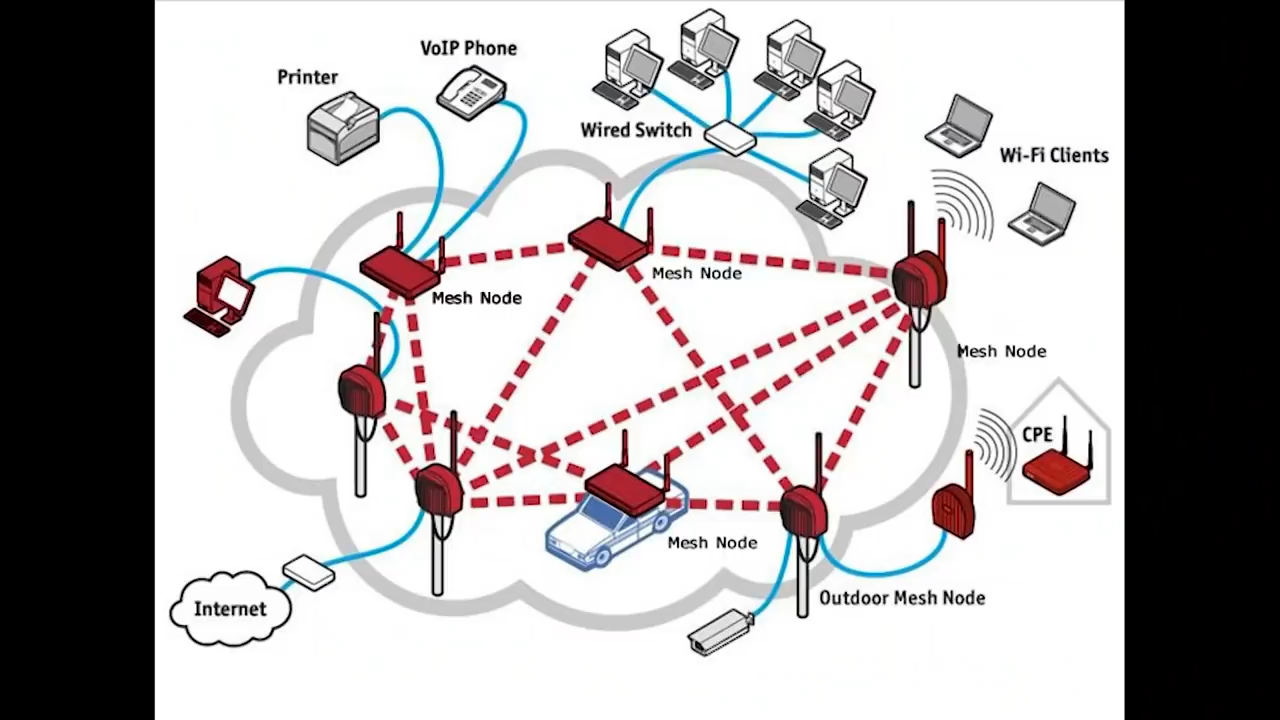 VoIP Phone
Printer
Wired Switch
Wi-Fi Clients
Mesh Node
Mesh Node
Mesh Node
CPE
Mesh Node
Outdoor Mesh Node
Internet